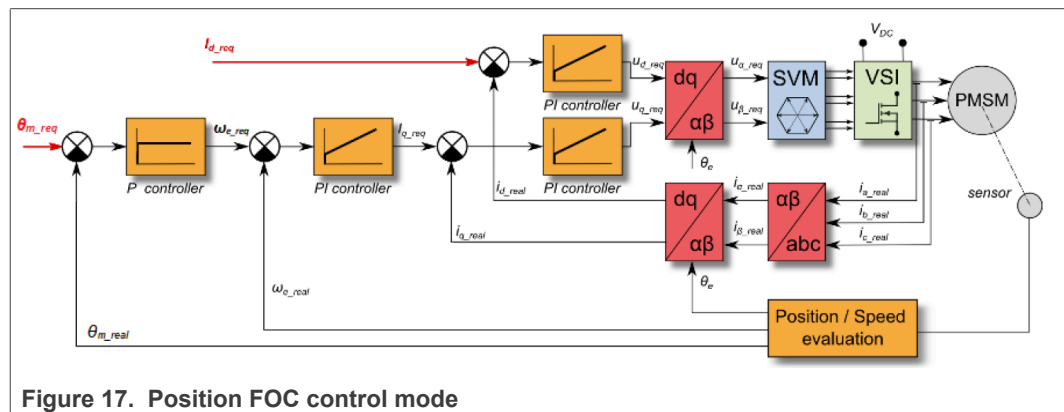 I_d_req
PI controller
u_d_req
u_q_req
dq
αβ
u_α_req
u_β_req
SVM
V_DC
VSI
PMSM
θ_m_req
P controller
ω_e_req
PI controller
I_q_req
PI controller
θ_e
i_d_real
i_q_real
dq
αβ
i_α_real
i_β_real
αβ
abc
i_a_real
i_b_real
i_c_real
sensor
θ_e
ω_e_real
θ_m_real
Position / Speed
evaluation
Figure 17. Position FOC control mode